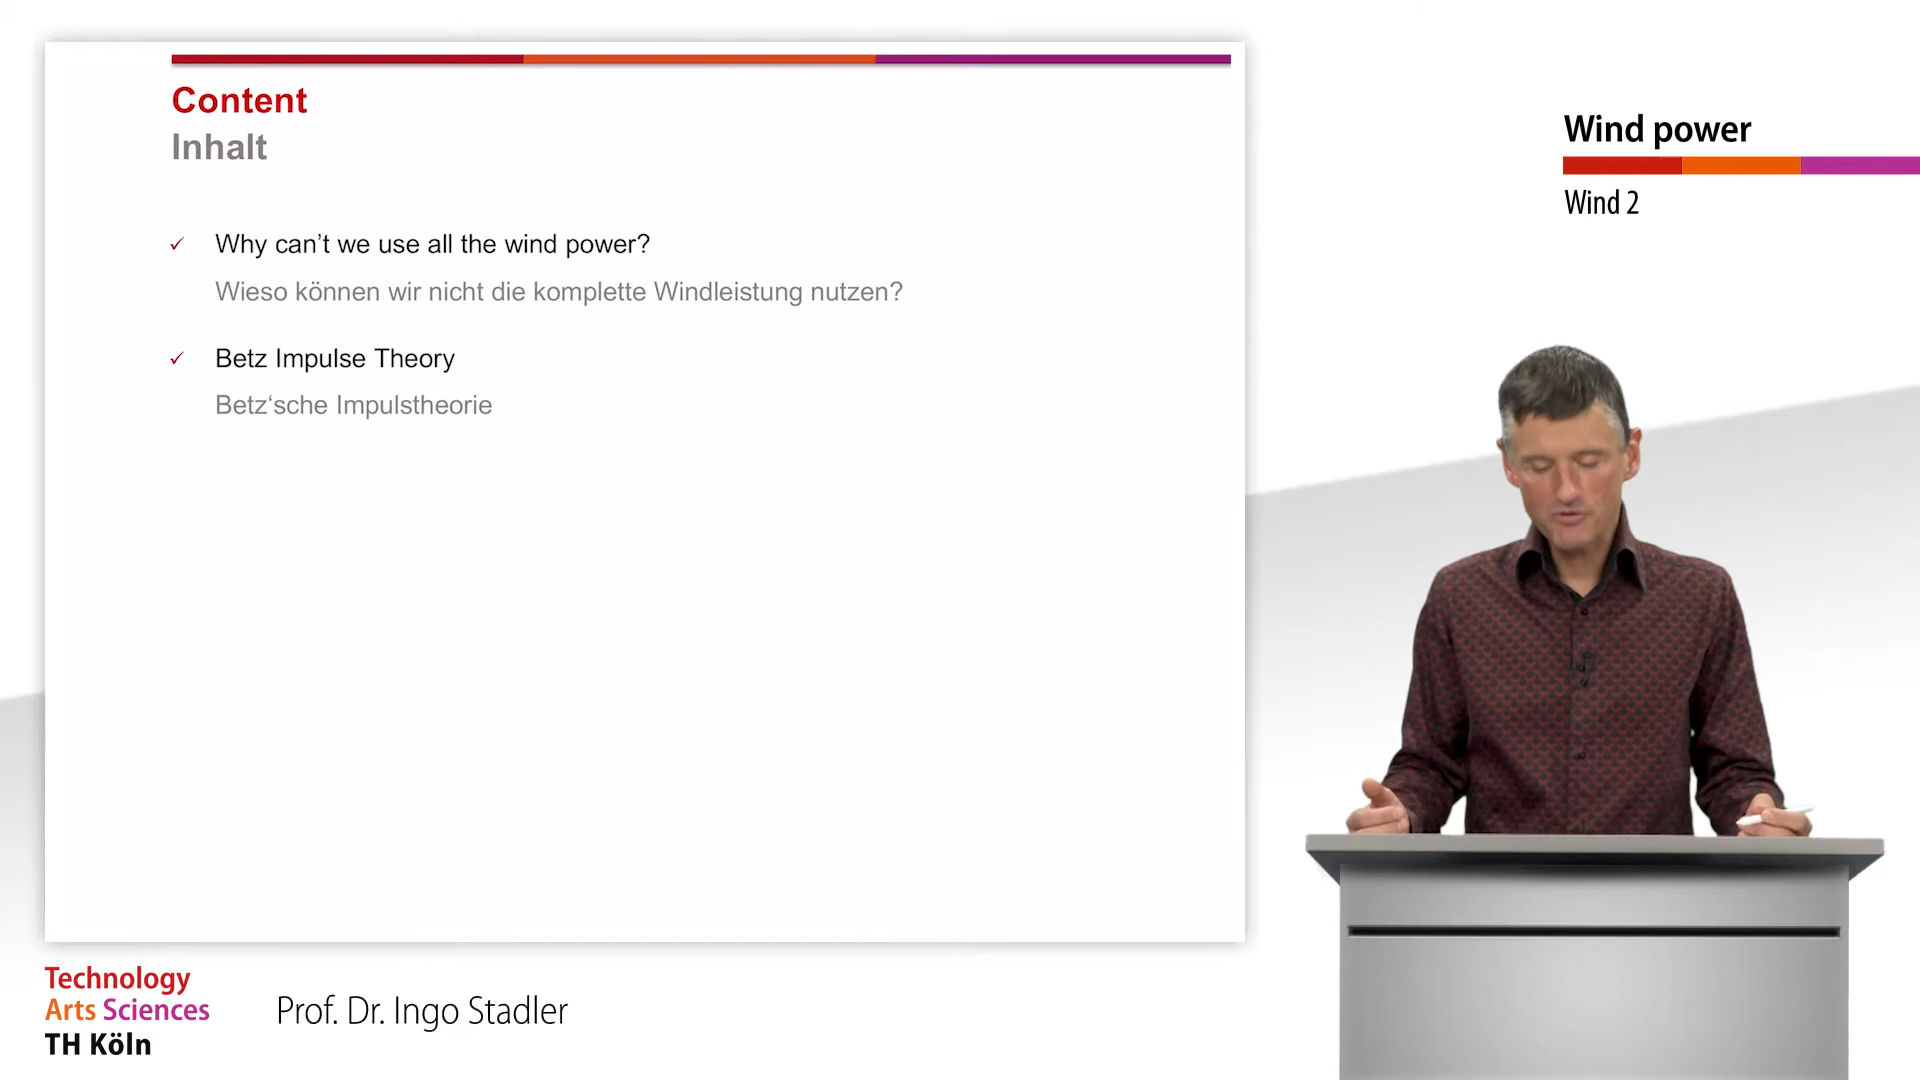 Content
Inhalt
Why can’t we use all the wind power?
Wieso können wir nicht die komplette Windleistung nutzen?
Betz Impulse Theory
Betz‘sche Impulstheorie
Wind power
Wind 2
Technology
Arts Sciences
TH Köln
Prof. Dr. Ingo Stadler